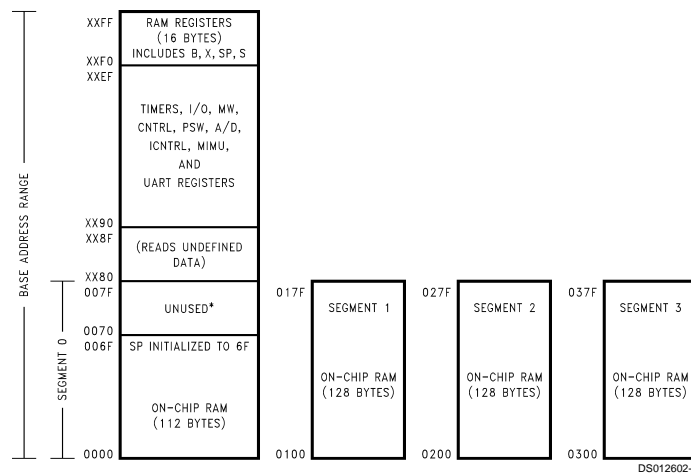 XXFF
RAM REGISTERS
(16 BYTES)
INCLUDES B, X, SP, S
XXF0
XXEF
TIMERS, I/O, MW,
CNTRL, PSW, A/D,
ICNTRL, MIMU,
AND
UART REGISTERS
XX90
XX8F
(READS UNDEFINED
DATA)
XX80
BASE ADDRESS RANGE
SEGMENT 0
007F
UNUSED*
0070
006F
SP INITIALIZED TO 6F
ON-CHIP RAM
(112 BYTES)
0000
017F
SEGMENT 1
ON-CHIP RAM
(128 BYTES)
0100
027F
SEGMENT 2
ON-CHIP RAM
(128 BYTES)
0200
037F
SEGMENT 3
ON-CHIP RAM
(128 BYTES)
0300
DS012602-